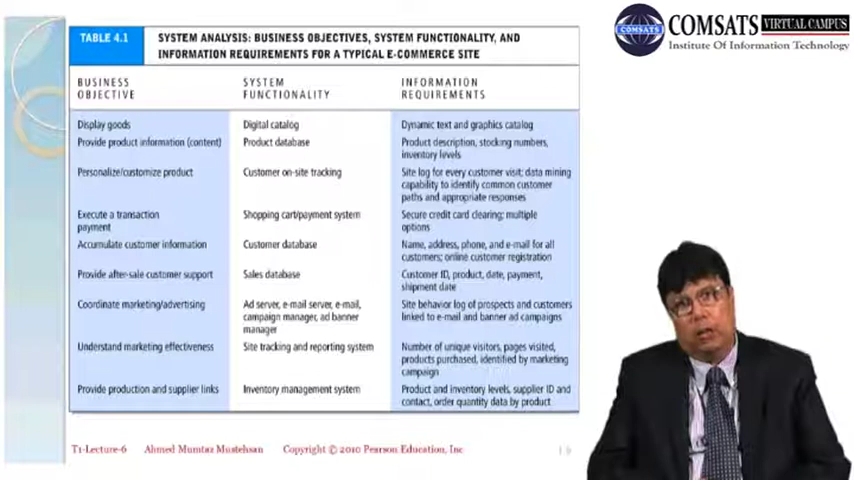 COMSATS VIRTUAL CAMPUS
Institute Of Information Technology
COMSATS
TABLE 4.1
SYSTEM ANALYSIS: BUSINESS OBJECTIVES, SYSTEM FUNCTIONALITY, AND
INFORMATION REQUIREMENTS FOR A TYPICAL E-COMMERCE SITE
BUSINESS
OBJECTIVE
SYSTEM
FUNCTIONALITY
INFORMATION
REQUIREMENTS
Display goods
Digital catalog
Dynamic text and graphics catalog
Provide product information (content)
Product database
Product description, stocking numbers,
inventory levels
Personalize/customize product
Customer on-site tracking
Site log for every customer visit; data mining
capability to identify common customer
paths and appropriate responses
Execute a transaction
payment
Shopping cart/payment system
Secure credit card clearing; multiple
options
Accumulate customer information
Customer database
Name, address, phone, and e-mail for all
customers; online customer registration
Provide after-sale customer support
Sales database
Customer ID, product, date, payment,
shipment date
Coordinate marketing/advertising
Ad server, e-mail server, e-mail,
campaign manager, ad banner
manager
Site behavior log of prospects and customers
linked to e-mail and banner ad campaigns
Understand marketing effectiveness
Site tracking and reporting system
Number of unique visitors, pages visited,
products purchased, identified by marketing
campaign
Provide production and supplier links
Inventory management system
Product and inventory levels, supplier ID and
contact, order quantity data by product
T1-Lecture-6 Ahmed Mumtaz Mustehsan Copyright © 2010 Pearson Education, Inc